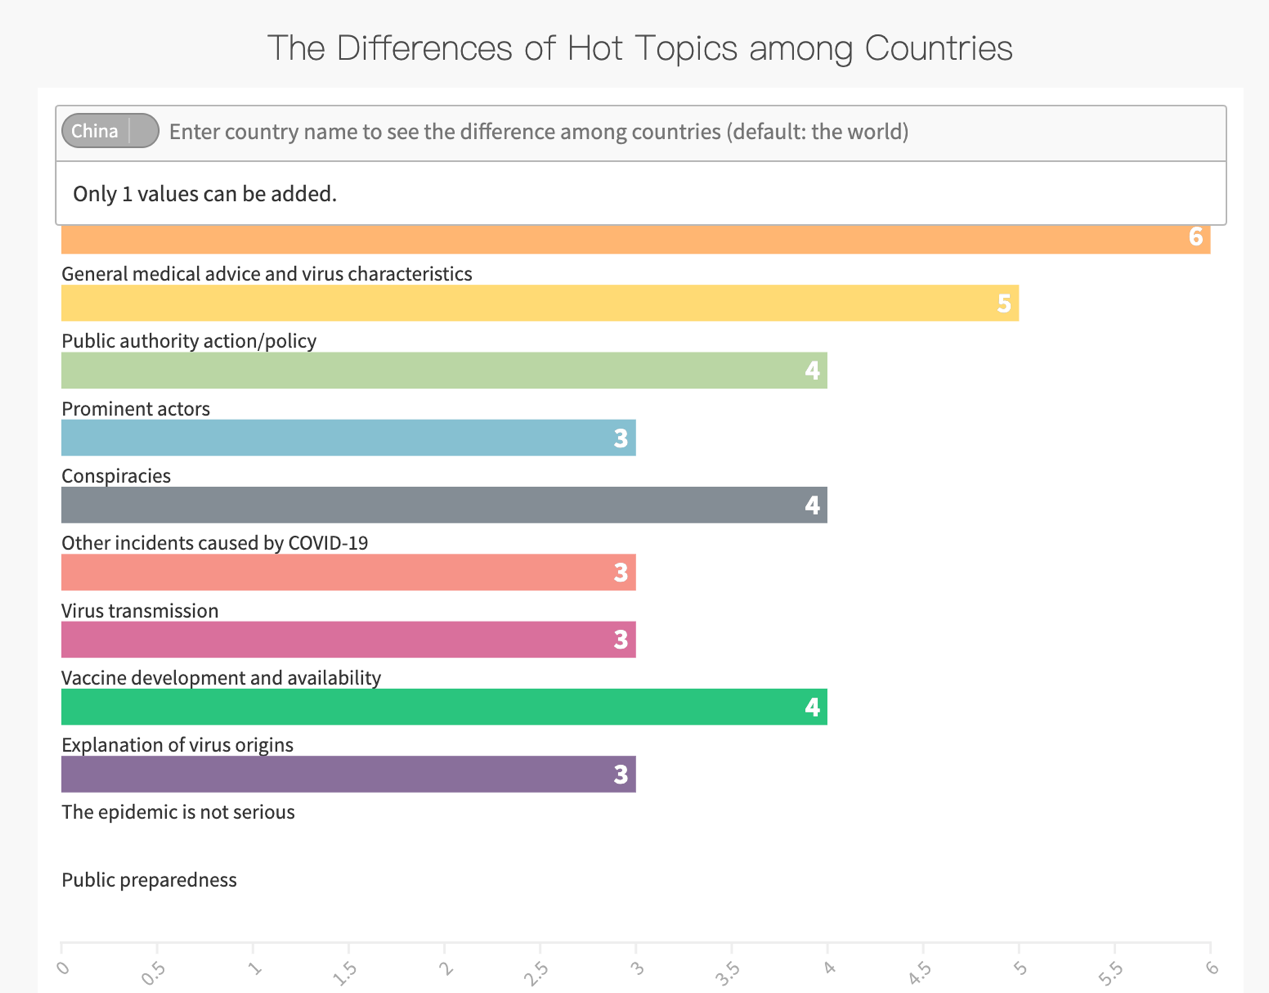 The Differences of Hot Topics among Countries
China Enter country name to see the difference among countries (default: the world)
Only 1 values can be added.
6
General medical advice and virus characteristics
5
Public authority action/policy
4
Prominent actors
3
Conspiracies
4
Other incidents caused by COVID-19
3
Virus transmission
3
Vaccine development and availability
4
Explanation of virus origins
3
The epidemic is not serious
Public preparedness
0 0.5 1 1.5 2 2.5 3 3.5 4 4.5 5 5.5 6